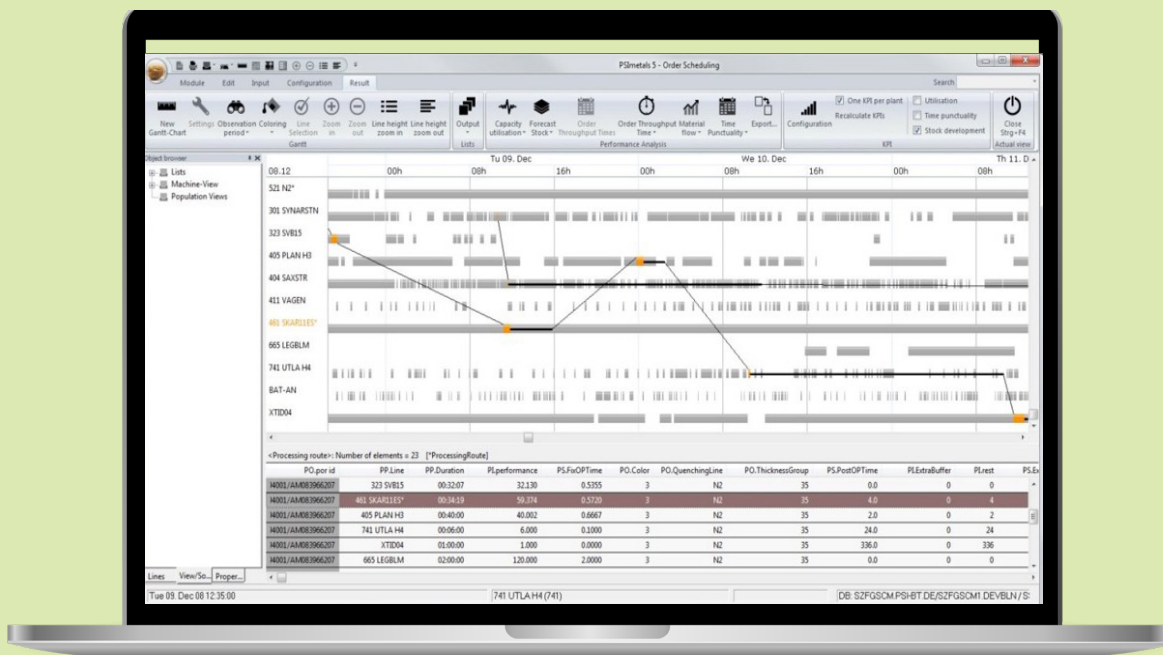 PSImetals 5 - Order Scheduling
Module Edit Input Configuration Result Search
New Gantt-Chart
Settings
Observation period
Coloring
Line Selection
Zoom in
Zoom out
Line height zoom in
Line height zoom out
Gantt
Output
Lists
Capacity utilisation
Forecast Stock
Order Throughput Times
Order Throughput Time
Material flow
Time Punctuality
Export...
Performance Analysis
Configuration
One KPI per plant
Recalculate KPIs
Utilisation
Time punctuality
Stock development
KPI
Close Strg+F4
Actual view
Object browser
Lists
Machine-View
Population Views
Tu 09. Dec We 10. Dec Th 11. D
08.12 00h 08h 16h 00h 08h 16h 00h 08h
521 N2*
301 SYNARSTN
323 SVB15
405 PLAN H3
404 SAXSTR
411 VAGEN
461 SKAR11ES*
665 LEGBLM
741 UTLA H4
BAT-AN
XTID04
<Processing route>: Number of elements = 23 [*ProcessingRoute]
PO.por id PP.Line PP.Duration PI.performance PS.FixOPTime PO.Color PO.QuenchingLine PO.ThicknessGroup PS.PostOPTime PI.ExtraBuffer PI.rest PS.Ex
I4001/AM083966207 323 SVB15 00:32:07 32.130 0.5355 3 N2 35 0.0 0 0
I4001/AM083966207 461 SKAR11ES* 00:34:19 59.374 0.5720 3 N2 35 4.0 0 4
I4001/AM083966207 405 PLAN H3 00:40:00 40.002 0.6667 3 N2 35 2.0 0 2
I4001/AM083966207 741 UTLA H4 00:06:00 6.000 0.1000 3 N2 35 24.0 0 24
I4001/AM083966207 XTID04 01:00:00 1.000 0.0000 3 N2 35 336.0 0 336
I4001/AM083966207 665 LEGBLM 02:00:00 120.000 2.0000 3 N2 35 0.0 0 0
Lines View/So... Proper...
Tue 09. Dec 08 12:35:00 741 UTLA H4 (741) DB: SZFGSCM.PSI-BT.DE/SZFGSCM1.DEVBLN / S: